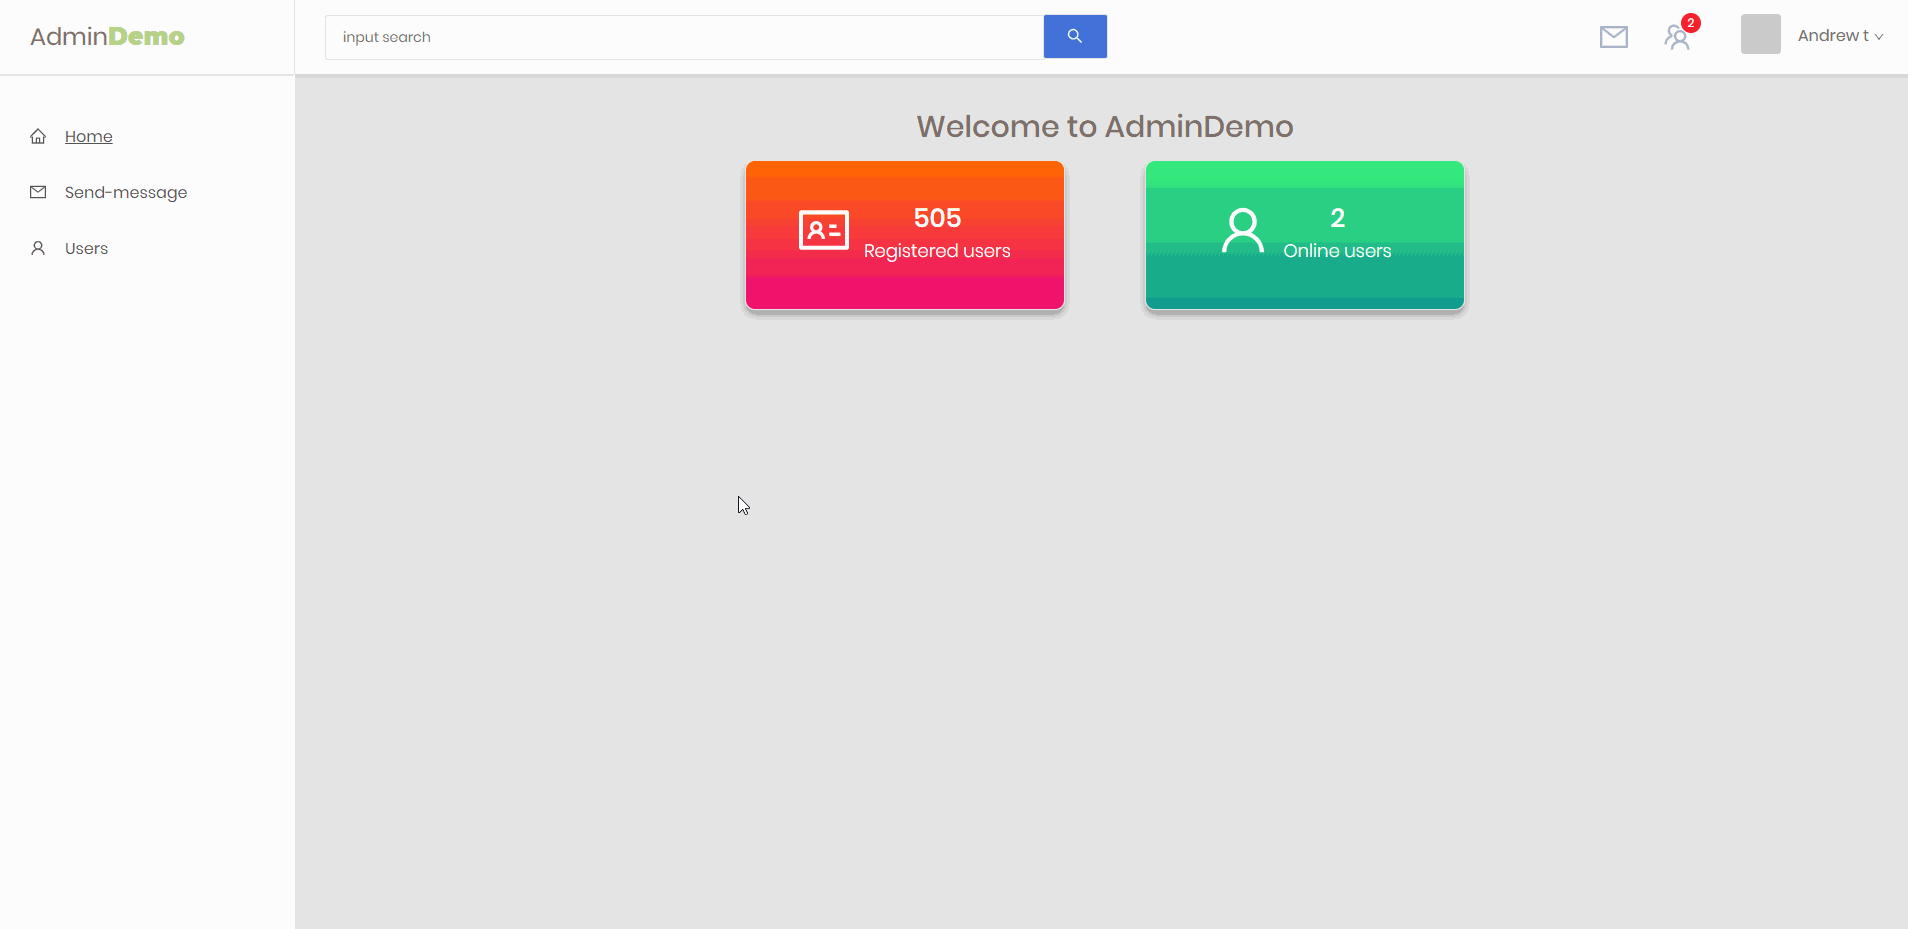 AdminDemo
input search
2
Andrew t
Home
Send-message
Users
Welcome to AdminDemo
505
Registered users
2
Online users